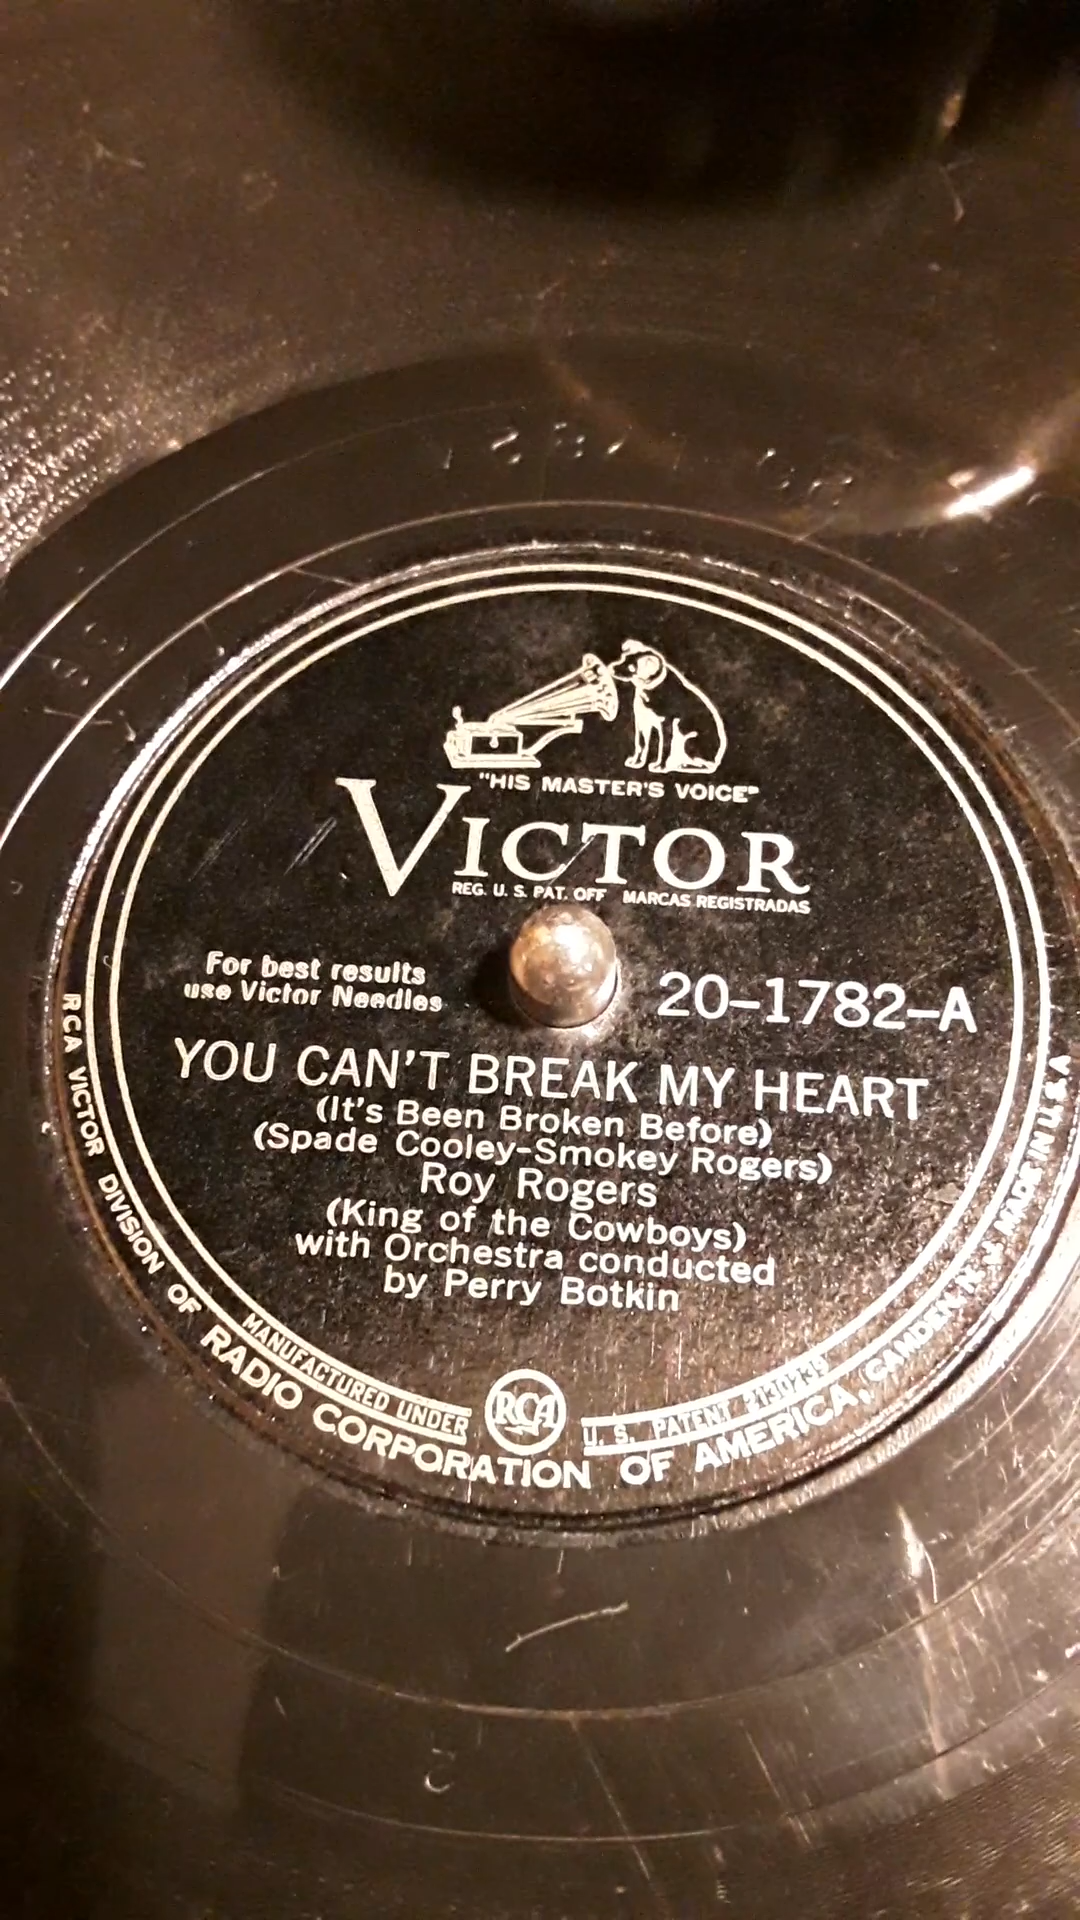 "HIS MASTER'S VOICE"
VICTOR
REG. U. S. PAT. OFF MARCAS REGISTRADAS
For best results
use Victor Needles
20-1782-A
YOU CAN'T BREAK MY HEART
(It's Been Broken Before)
(Spade Cooley-Smokey Rogers)
Roy Rogers
(King of the Cowboys)
with Orchestra conducted
by Perry Botkin
MANUFACTURED UNDER
RCA
U. S. PATENT
RCA VICTOR DIVISION OF RADIO CORPORATION OF AMERICA, CAMDEN, N. J. MADE IN U.S.